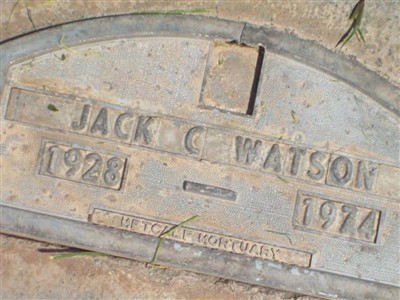 JACK C WATSON
1928 1974
METCALF MORTUARY